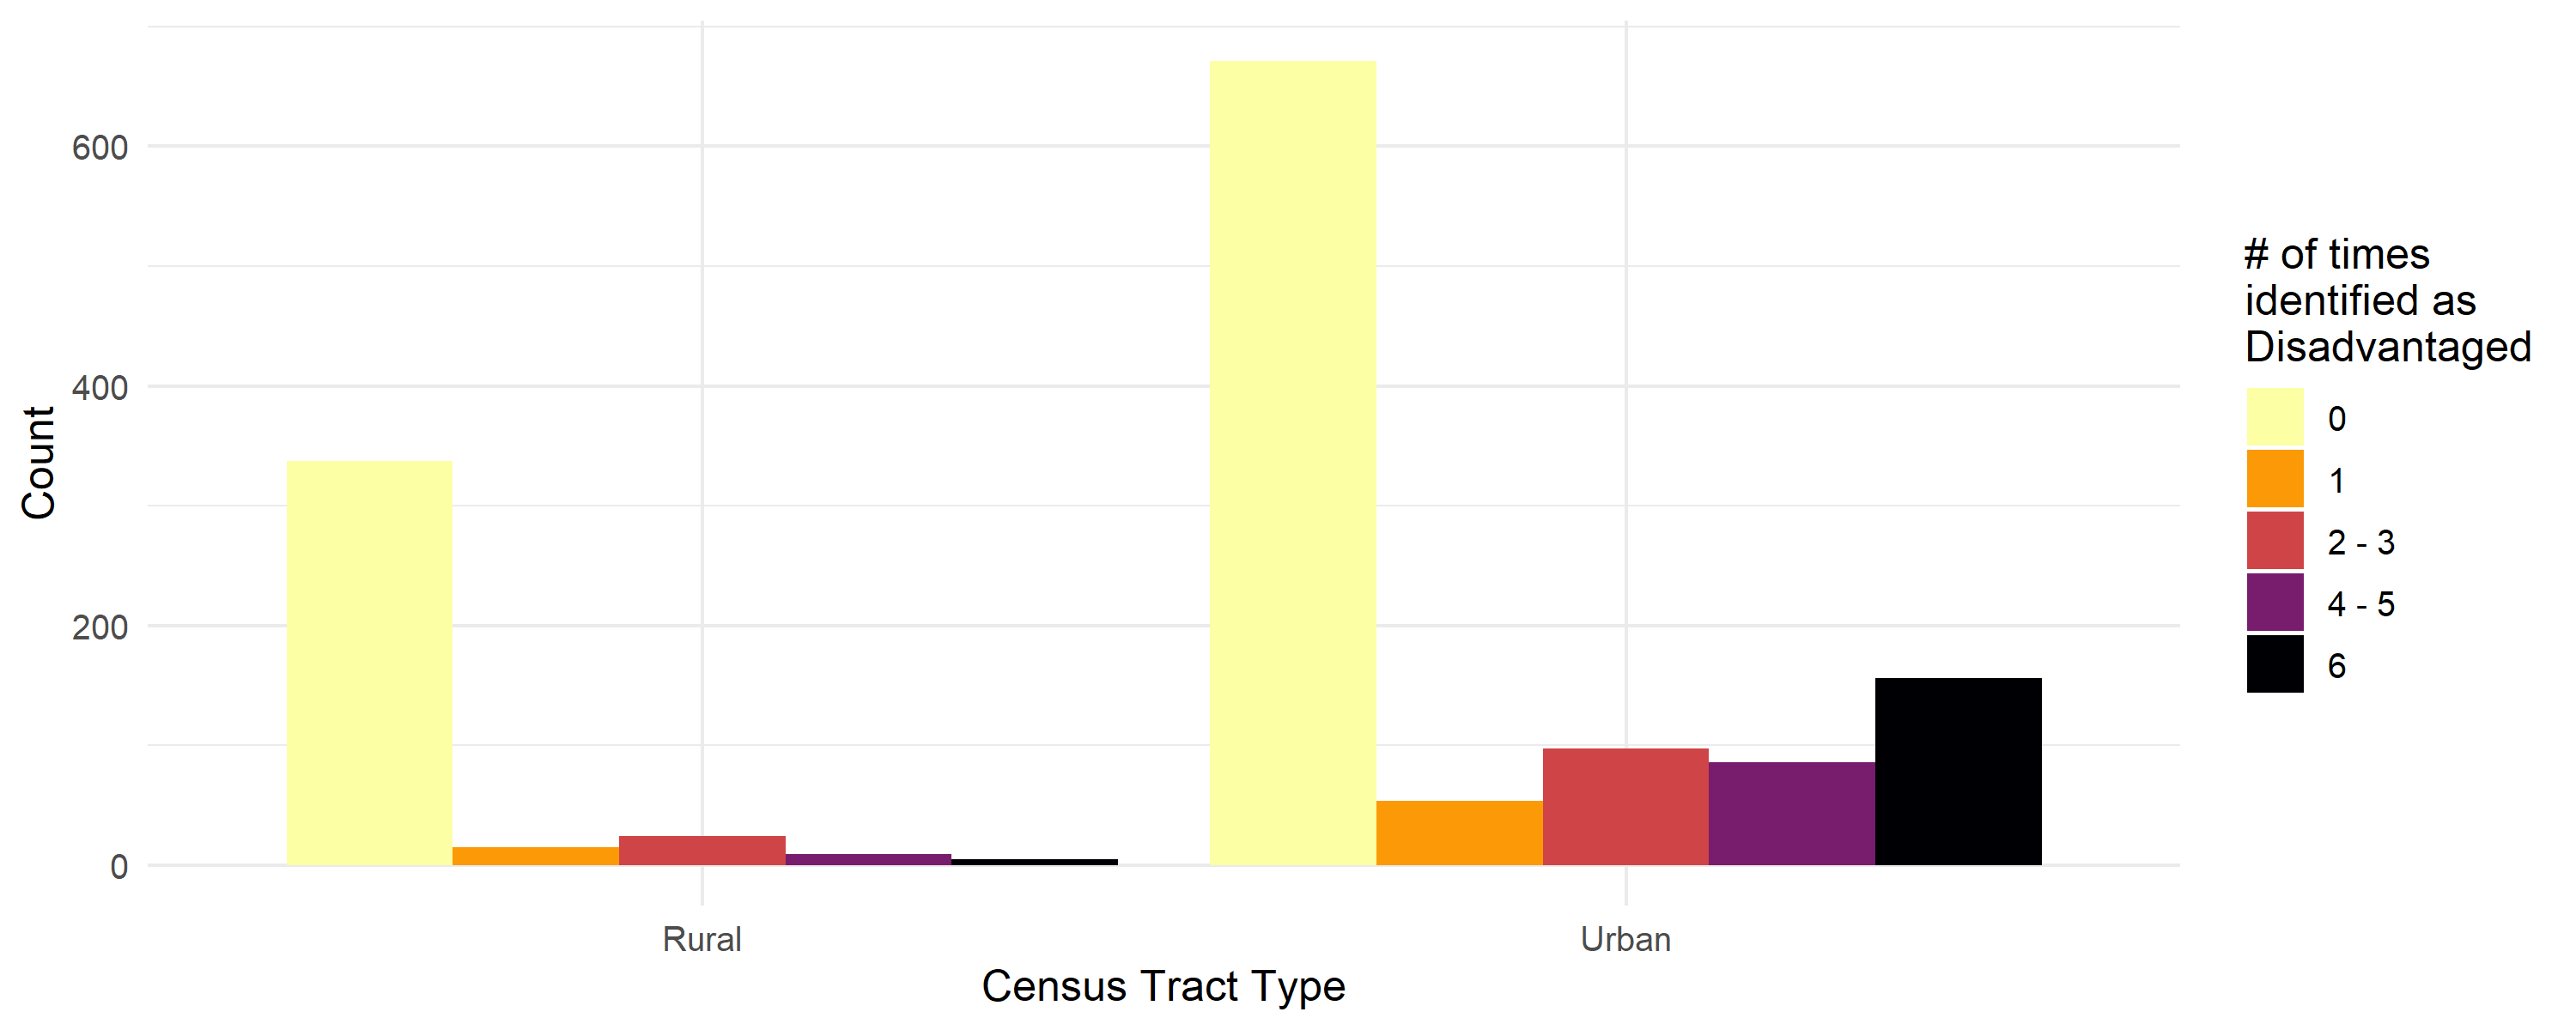 600
400
200
0
Count
Rural
Urban
Census Tract Type
# of times
identified as
Disadvantaged
0
1
2 - 3
4 - 5
6